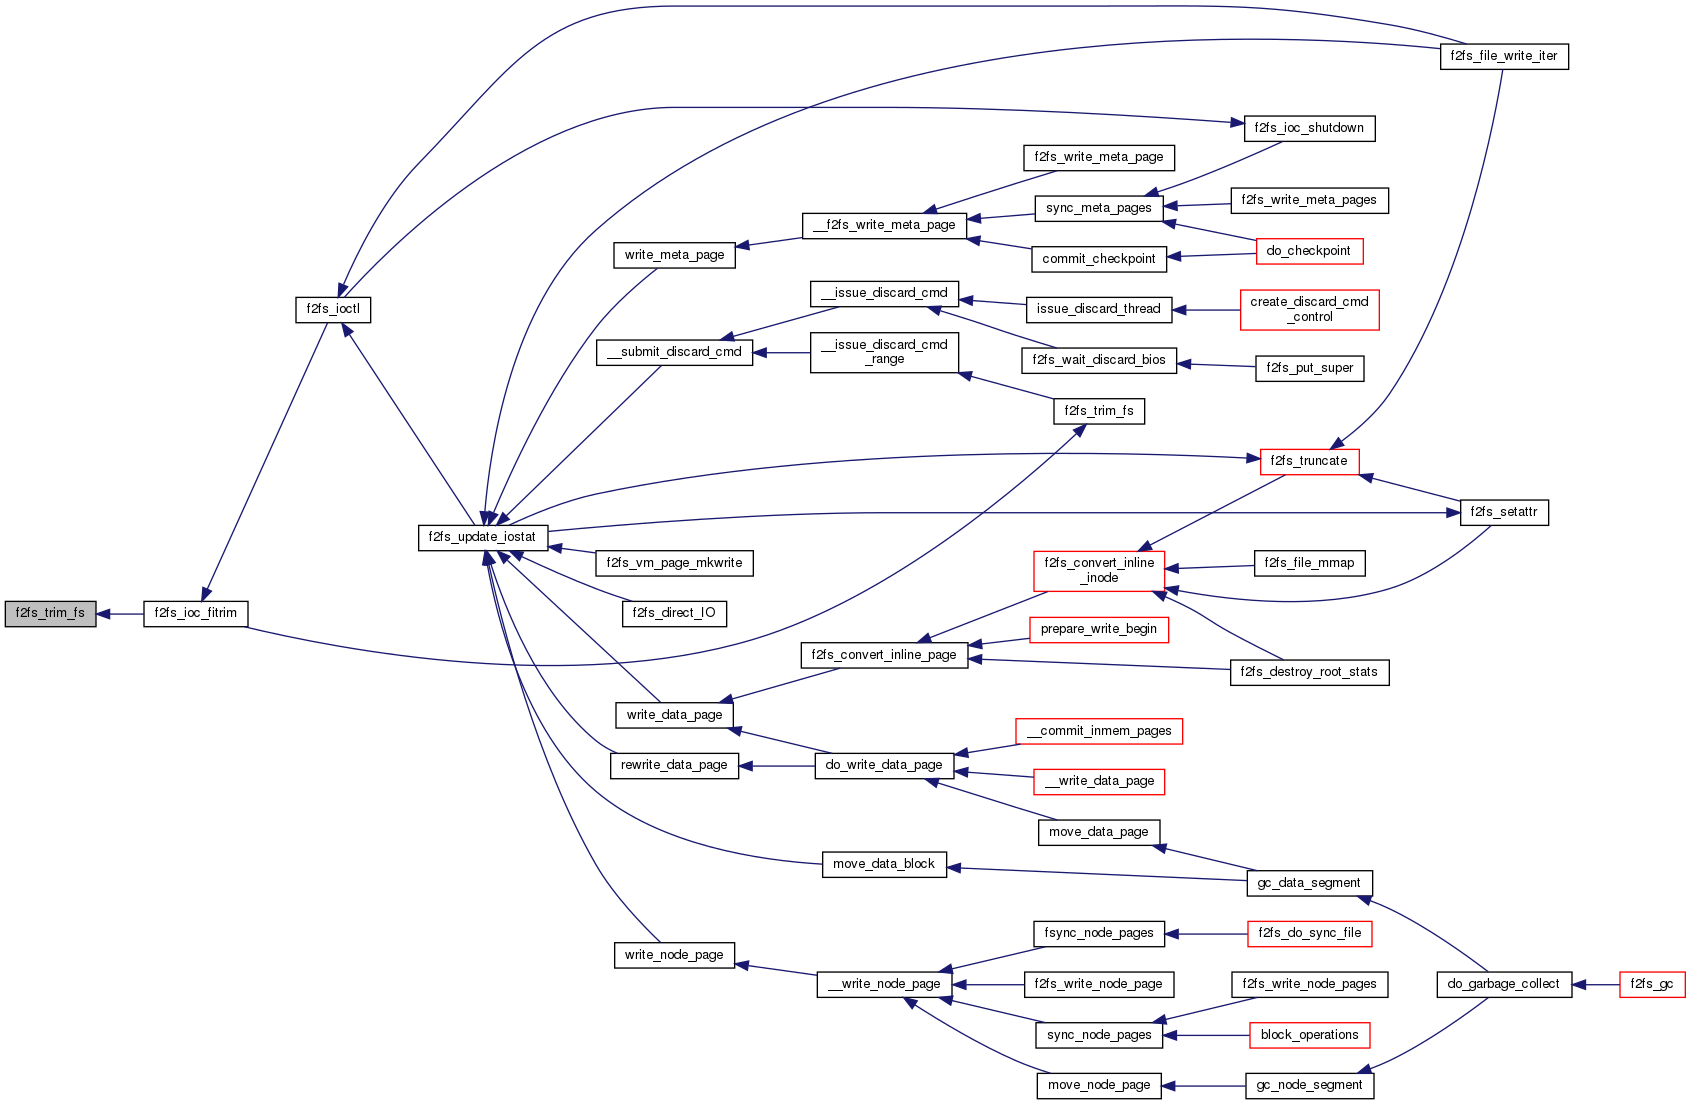 f2fs_file_write_iter
f2fs_ioc_shutdown
f2fs_write_meta_page
f2fs_write_meta_pages
sync_meta_pages
__f2fs_write_meta_page
do_checkpoint
write_meta_page
commit_checkpoint
__issue_discard_cmd
create_discard_cmd
_control
f2fs_ioctl
issue_discard_thread
__submit_discard_cmd
__issue_discard_cmd
_range
f2fs_wait_discard_bios
f2fs_put_super
f2fs_trim_fs
f2fs_truncate
f2fs_setattr
f2fs_update_iostat
f2fs_vm_page_mkwrite
f2fs_convert_inline
_inode
f2fs_file_mmap
f2fs_trim_fs
f2fs_ioc_fitrim
f2fs_direct_IO
prepare_write_begin
f2fs_convert_inline_page
f2fs_destroy_root_stats
write_data_page
__commit_inmem_pages
rewrite_data_page
do_write_data_page
__write_data_page
move_data_page
move_data_block
gc_data_segment
fsync_node_pages
f2fs_do_sync_file
write_node_page
__write_node_page
f2fs_write_node_page
f2fs_write_node_pages
do_garbage_collect
f2fs_gc
sync_node_pages
block_operations
move_node_page
gc_node_segment